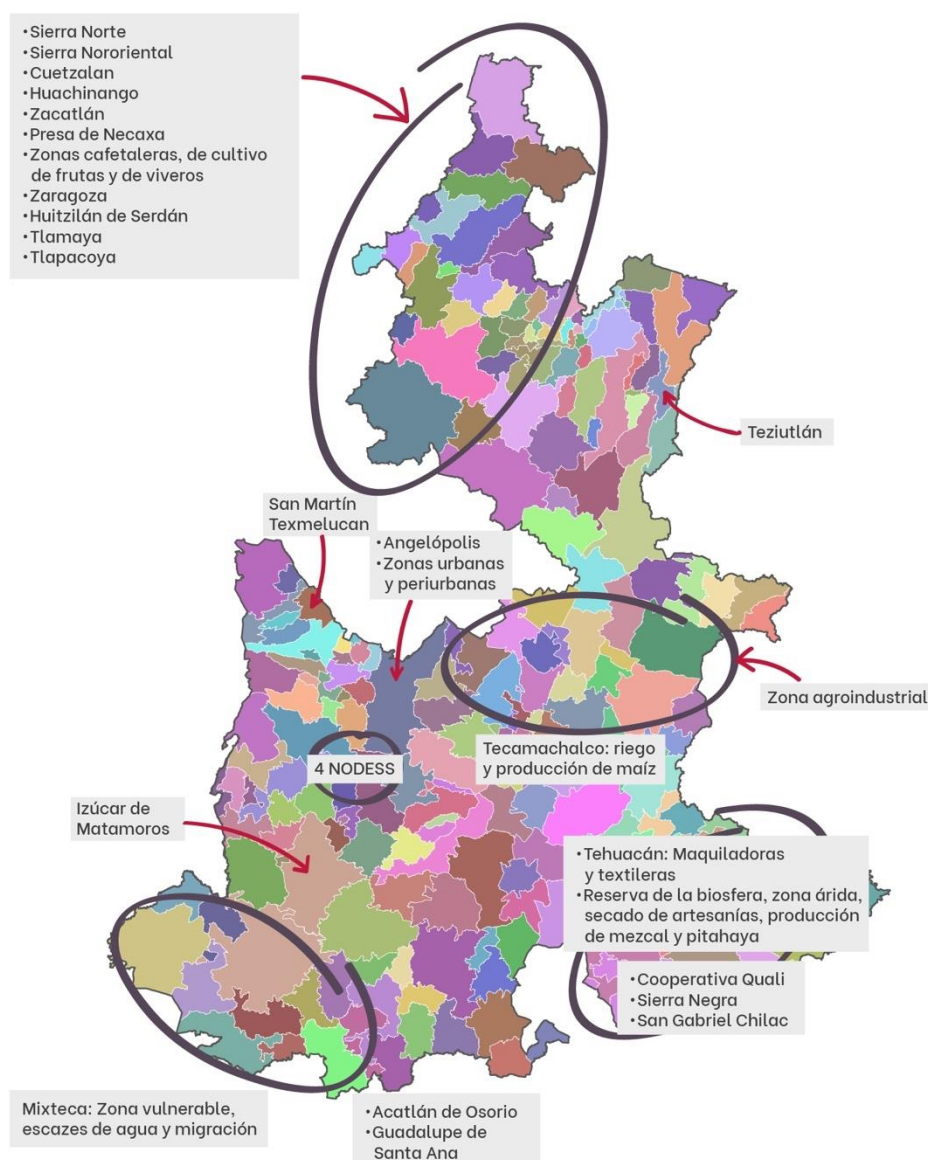 •Sierra Norte
•Sierra Nororiental
•Cuetzalan
•Huachinango
•Zacatlán
•Presa de Necaxa
•Zonas cafetaleras, de cultivo
de frutas y de viveros
•Zaragoza
•Huitzilán de Serdán
•Tlamaya
•Tlapacoya
Teziutlán
San Martín
Texmelucan
•Angelópolis
•Zonas urbanas
y periurbanas
Zona agroindustrial
Tecamachalco: riego
y producción de maíz
4 NODESS
Izúcar de
Matamoros
•Tehuacán: Maquiladoras
y textileras
•Reserva de la biosfera, zona árida,
secado de artesanías, producción
de mezcal y pitahaya
•Cooperativa Quali
•Sierra Negra
•San Gabriel Chilac
Mixteca: Zona vulnerable,
escazes de agua y migración
•Acatlán de Osorio
•Guadalupe de
Santa Ana